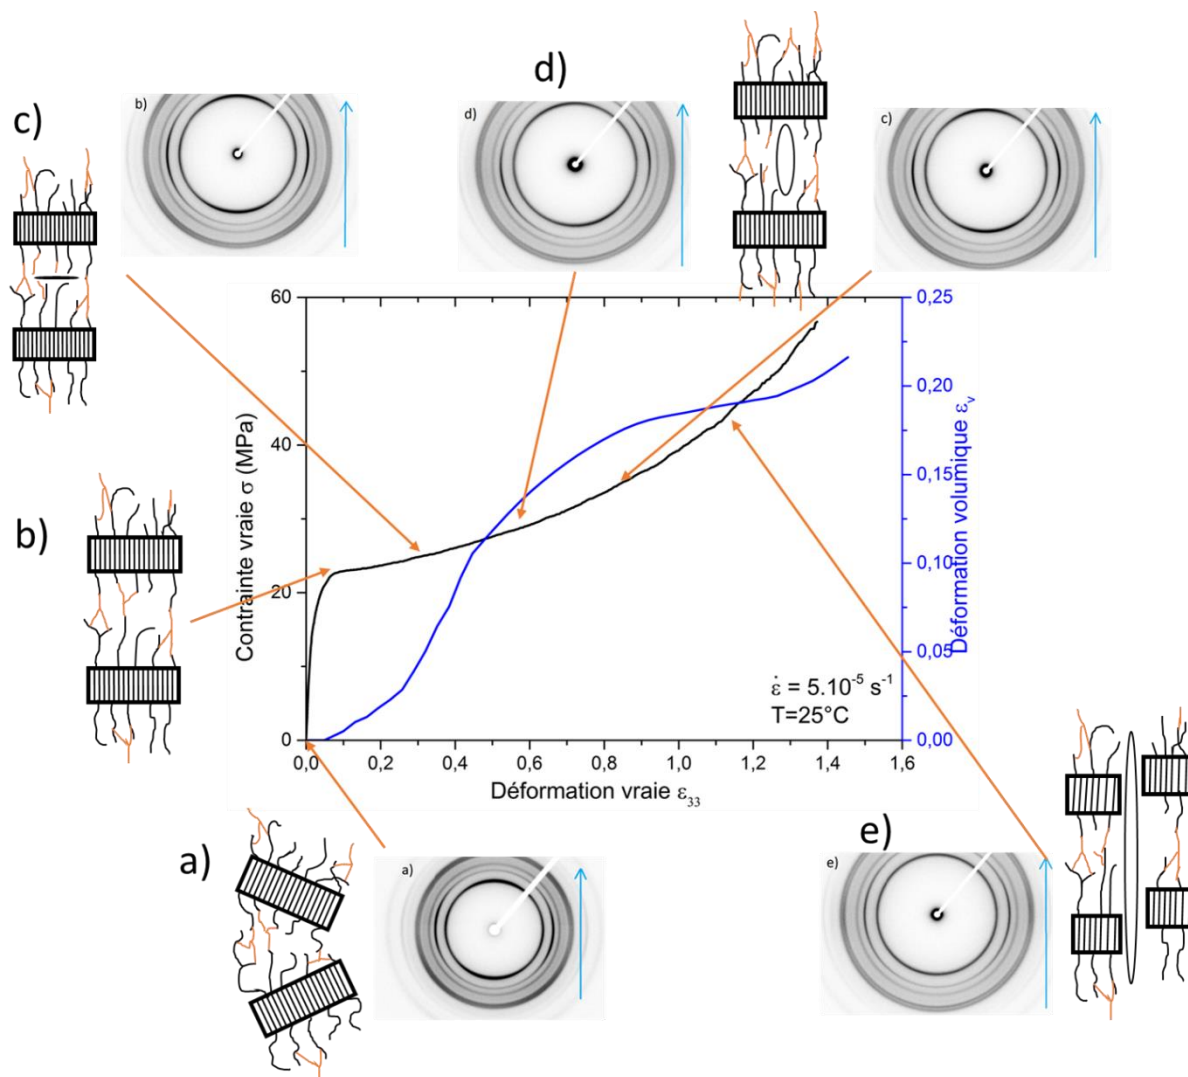 d)
c)
b)
d)
c)
60
0,25
0,20
40
0,15
Contrainte vraie σ (MPa)
Déformation volumique εv
b)
0,10
20
0,05
ε̇ = 5.10⁻⁵ s⁻¹
T=25°C
0
0,00
0,0 0,2 0,4 0,6 0,8 1,0 1,2 1,4 1,6
Déformation vraie ε₃₃
a)
a)
e)
e)